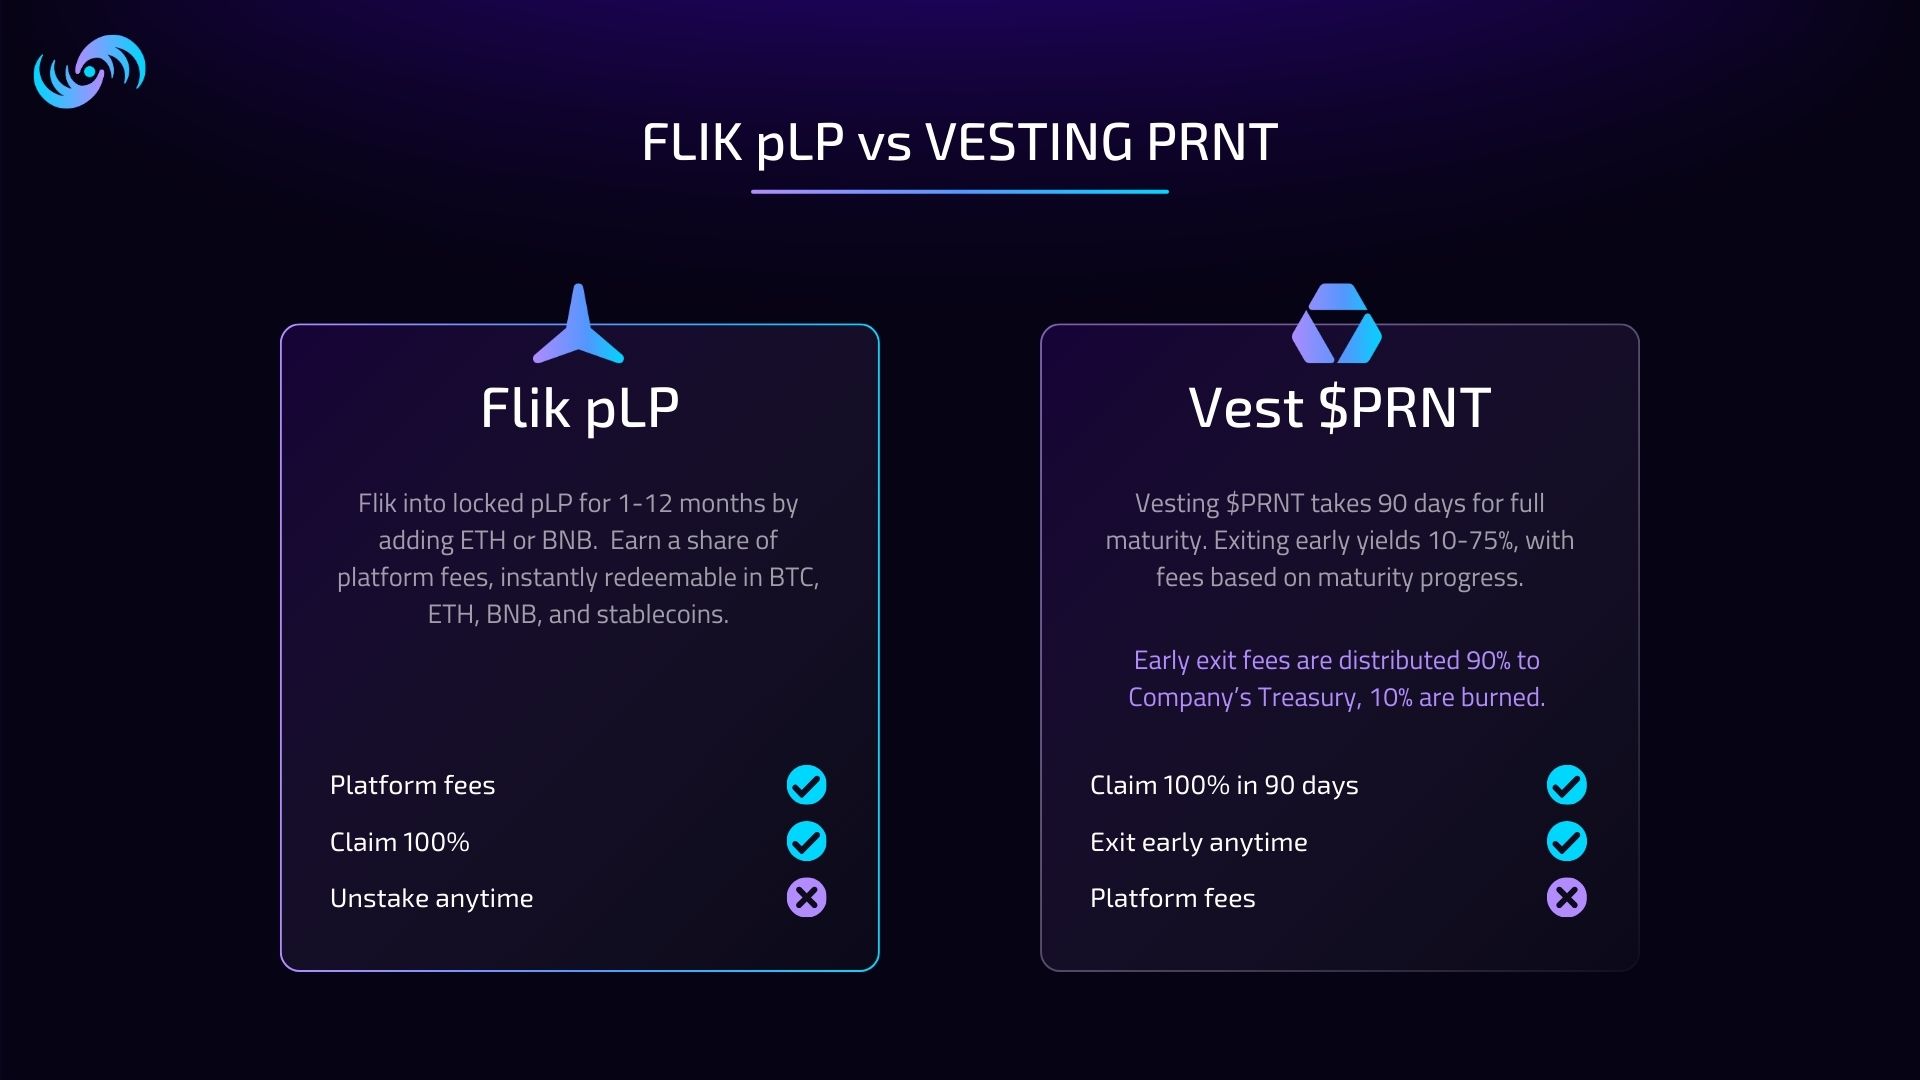 FLIK pLP vs VESTING PRNT
Flik pLP
Flik into locked pLP for 1-12 months by
adding ETH or BNB. Earn a share of
platform fees, instantly redeemable in BTC,
ETH, BNB, and stablecoins.
Platform fees
Claim 100%
Unstake anytime
Vest $PRNT
Vesting $PRNT takes 90 days for full
maturity. Exiting early yields 10-75%, with
fees based on maturity progress.
Early exit fees are distributed 90% to
Company’s Treasury, 10% are burned.
Claim 100% in 90 days
Exit early anytime
Platform fees